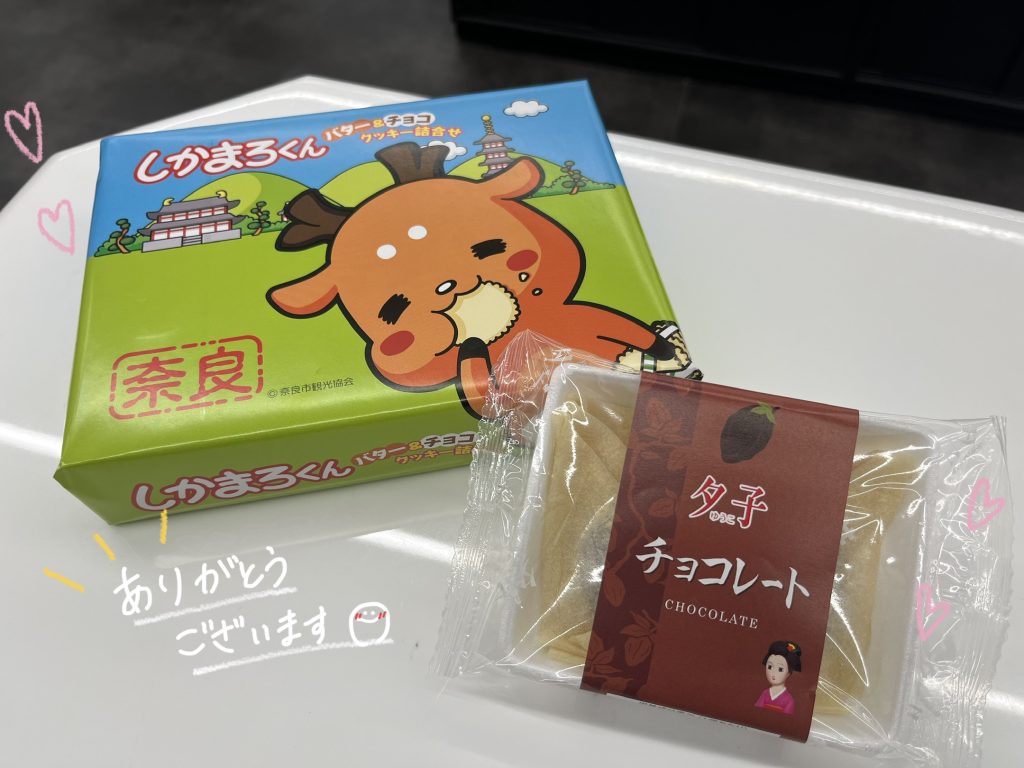 しかまろくん
バター&チョコ
クッキー詰合せ
奈良
©奈良市観光協会
しかまろくん
バター&チョコ
クッキー詰
夕子
ゆうこ
チョコレート
CHOCOLATE
ありがとう
ございます